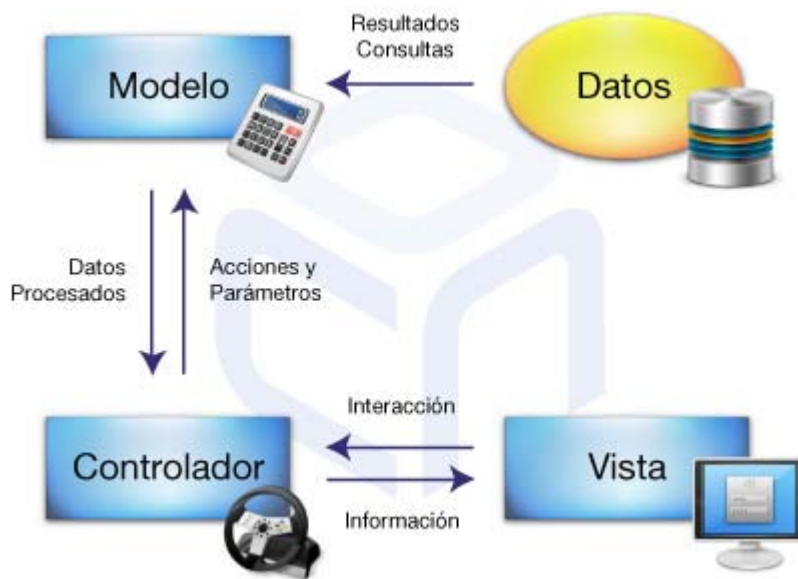 Resultados
Consultas
Modelo
Datos
Datos
Procesados
Acciones y
Parámetros
Interacción
Controlador
Vista
Información